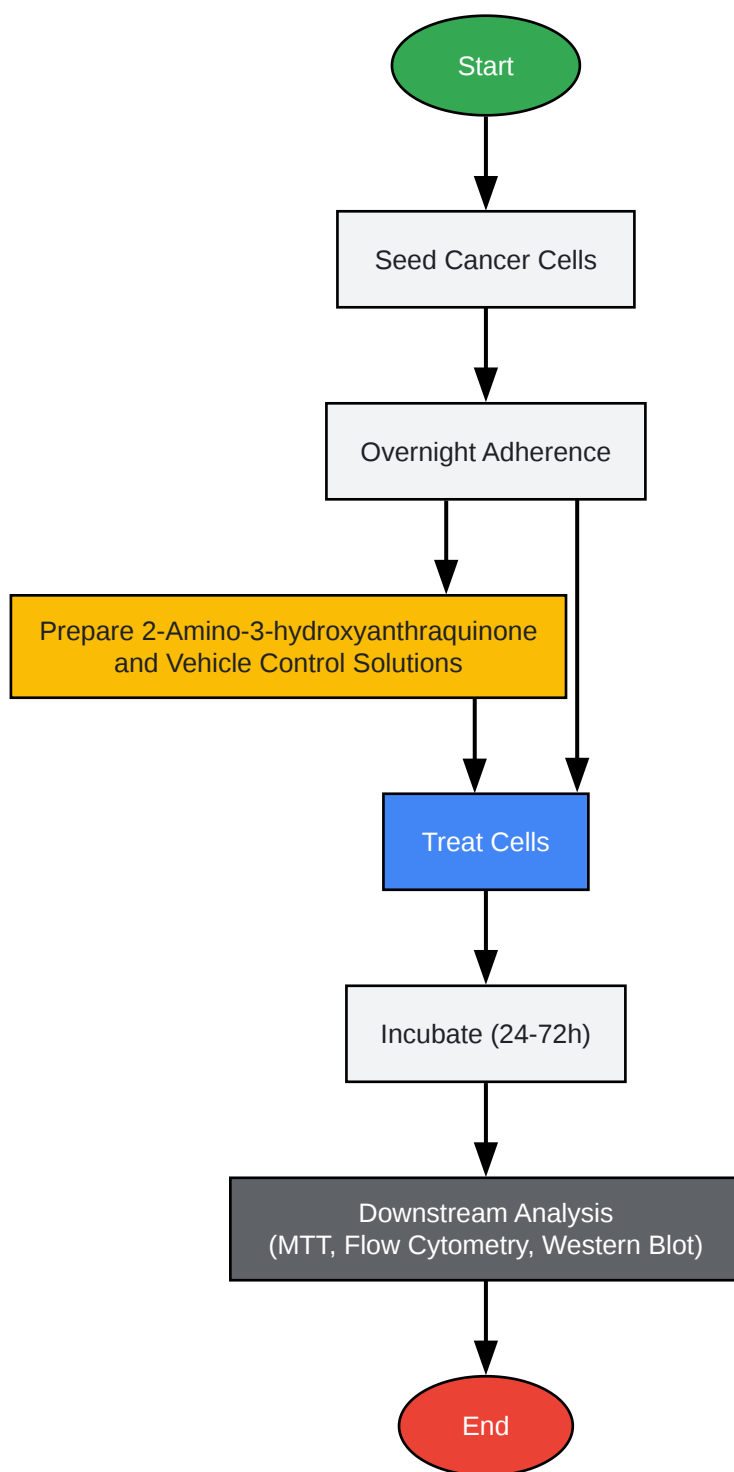 Start
Seed Cancer Cells
Overnight Adherence
Prepare 2-Amino-3-hydroxyanthraquinone
and Vehicle Control Solutions
Treat Cells
Incubate (24-72h)
Downstream Analysis
(MTT, Flow Cytometry, Western Blot)
End